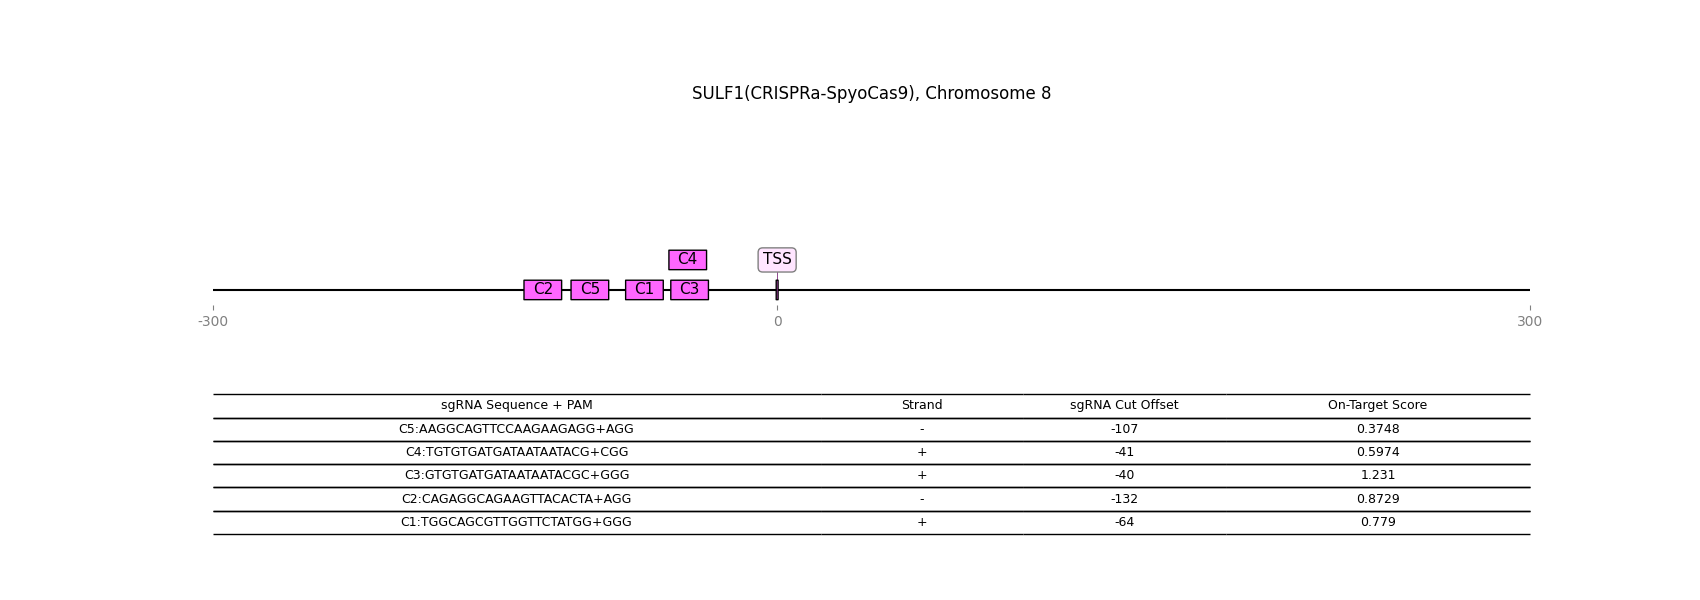 SULF1(CRISPRa-SpyoCas9), Chromosome 8
C4 TSS
C2 C5 C1 C3
-300 0 300
sgRNA Sequence + PAM Strand sgRNA Cut Offset On-Target Score
C5:AAGGCAGTTCCAAGAAGAGG+AGG - -107 0.3748
C4:TGTGTGATGATAATAATACG+CGG + -41 0.5974
C3:GTGTGATGATAATAATACGC+GGG + -40 1.231
C2:CAGAGGCAGAAGTTACACTA+AGG - -132 0.8729
C1:TGGCAGCGTTGGTTCTATGG+GGG + -64 0.779